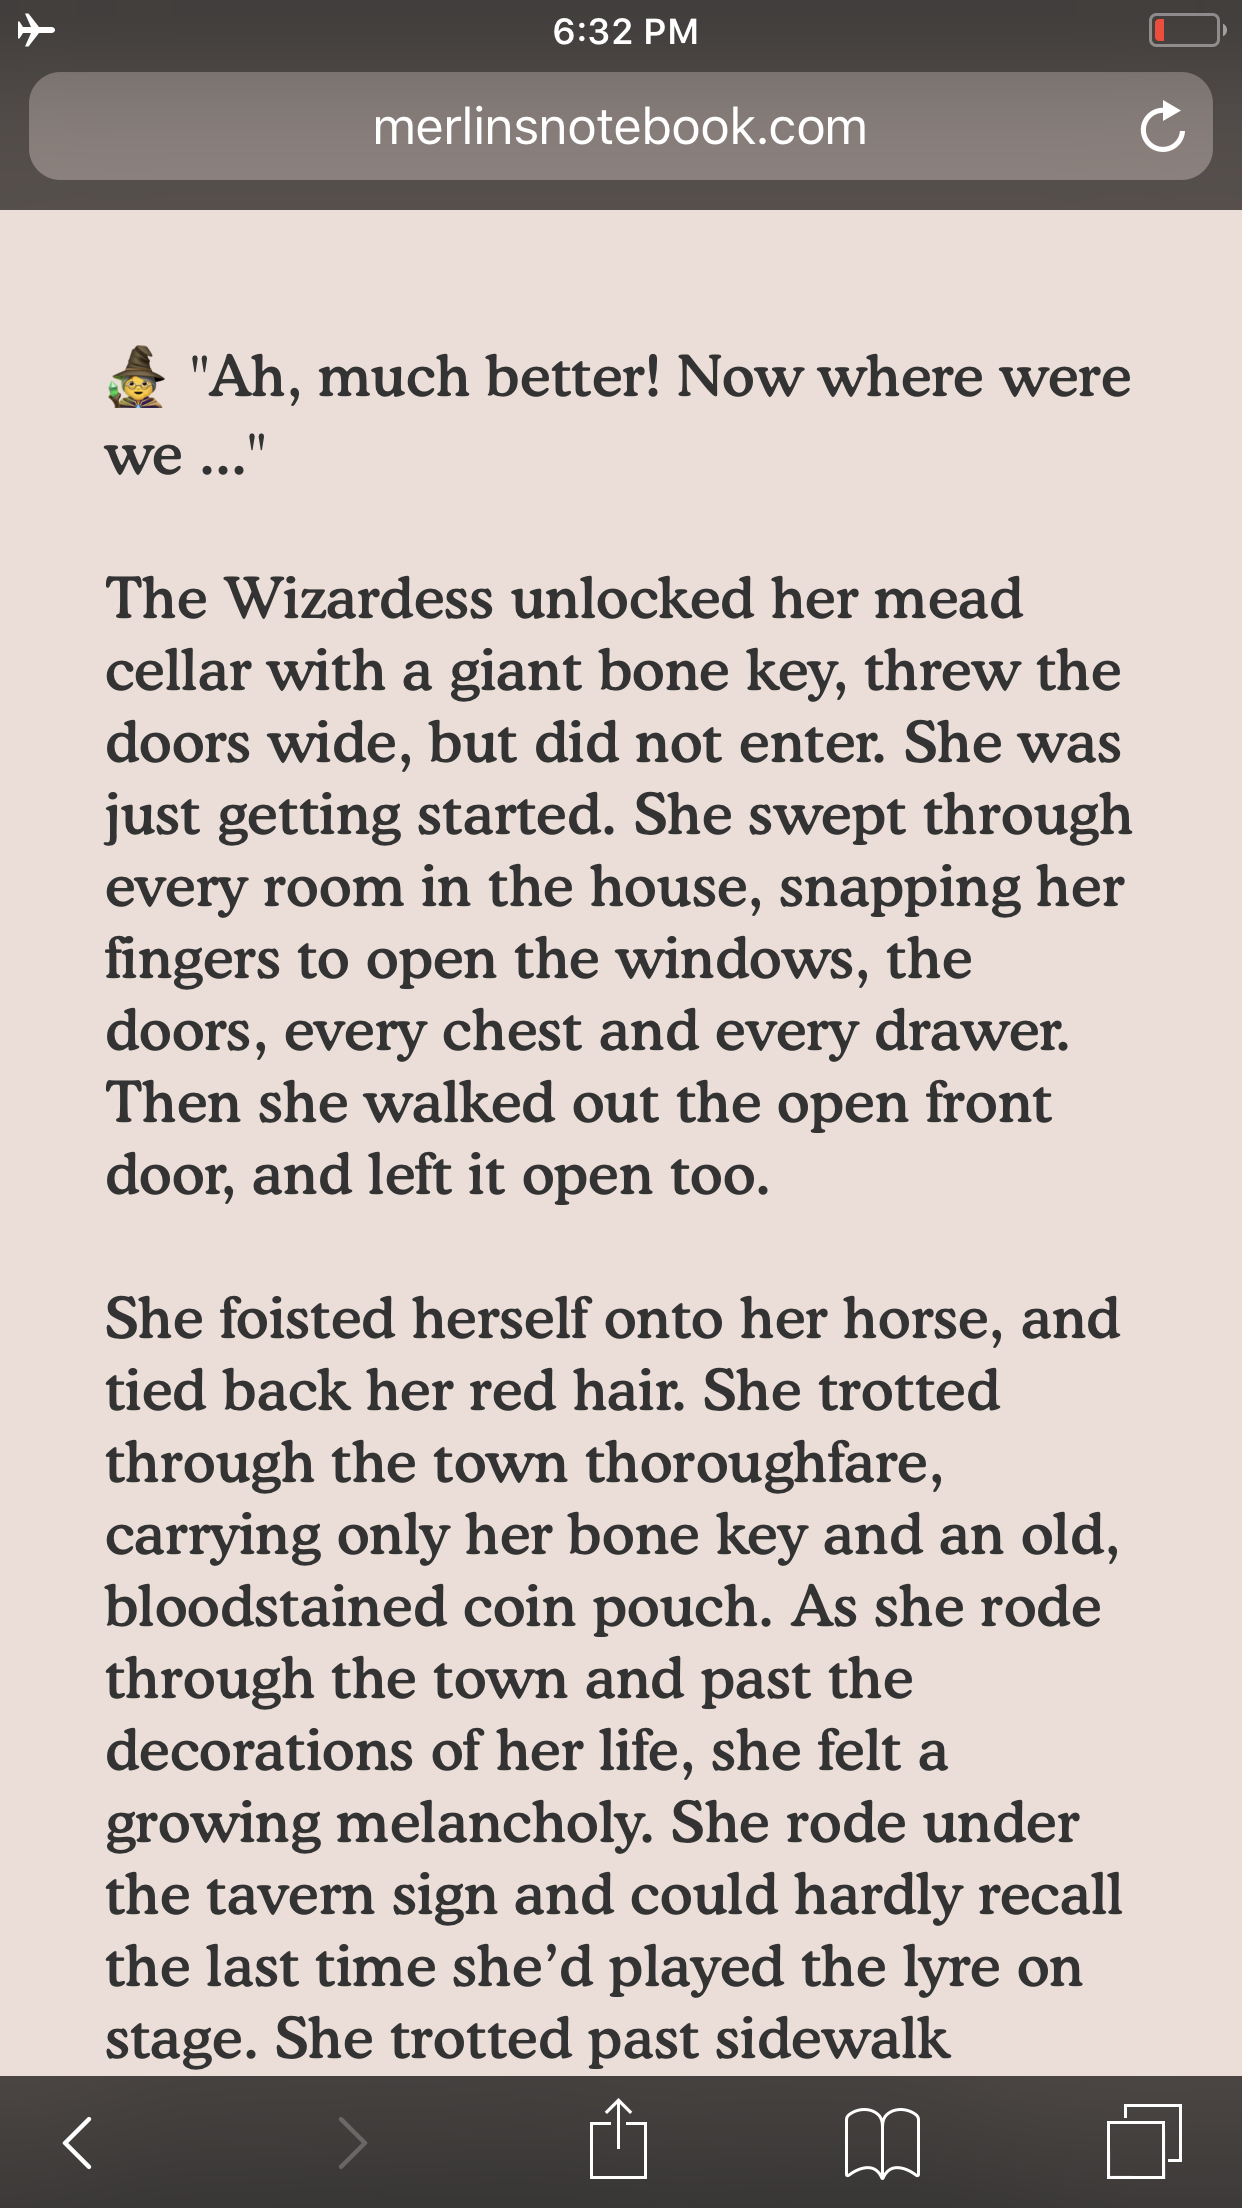 6:32 PM
merlinsnotebook.com
"Ah, much better! Now where were
we ..."
The Wizardess unlocked her mead
cellar with a giant bone key, threw the
doors wide, but did not enter. She was
just getting started. She swept through
every room in the house, snapping her
fingers to open the windows, the
doors, every chest and every drawer.
Then she walked out the open front
door, and left it open too.
She foisted herself onto her horse, and
tied back her red hair. She trotted
through the town thoroughfare,
carrying only her bone key and an old,
bloodstained coin pouch. As she rode
through the town and past the
decorations of her life, she felt a
growing melancholy. She rode under
the tavern sign and could hardly recall
the last time she’d played the lyre on
stage. She trotted past sidewalk